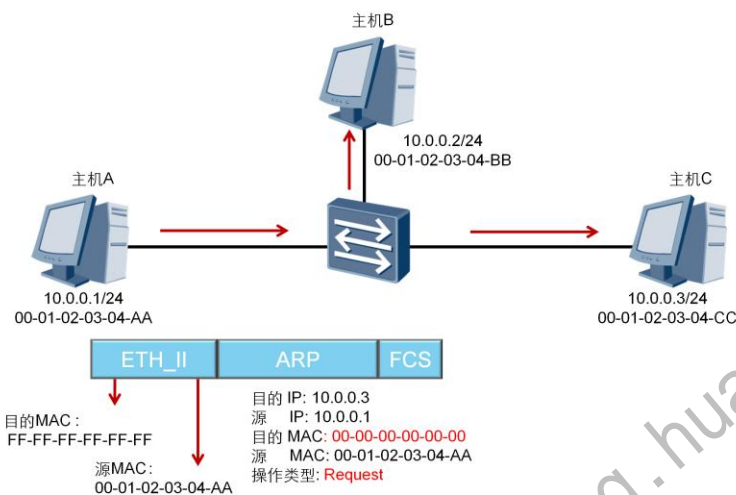 主机B
10.0.0.2/24
00-01-02-03-04-BB
主机A
主机C
10.0.0.1/24
00-01-02-03-04-AA
10.0.0.3/24
00-01-02-03-04-CC
ETH_II ARP FCS
目的MAC :
FF-FF-FF-FF-FF-FF
源MAC:
00-01-02-03-04-AA
目的 IP: 10.0.0.3
源 IP: 10.0.0.1
目的 MAC: 00-00-00-00-00-00
源 MAC: 00-01-02-03-04-AA
操作类型: Request